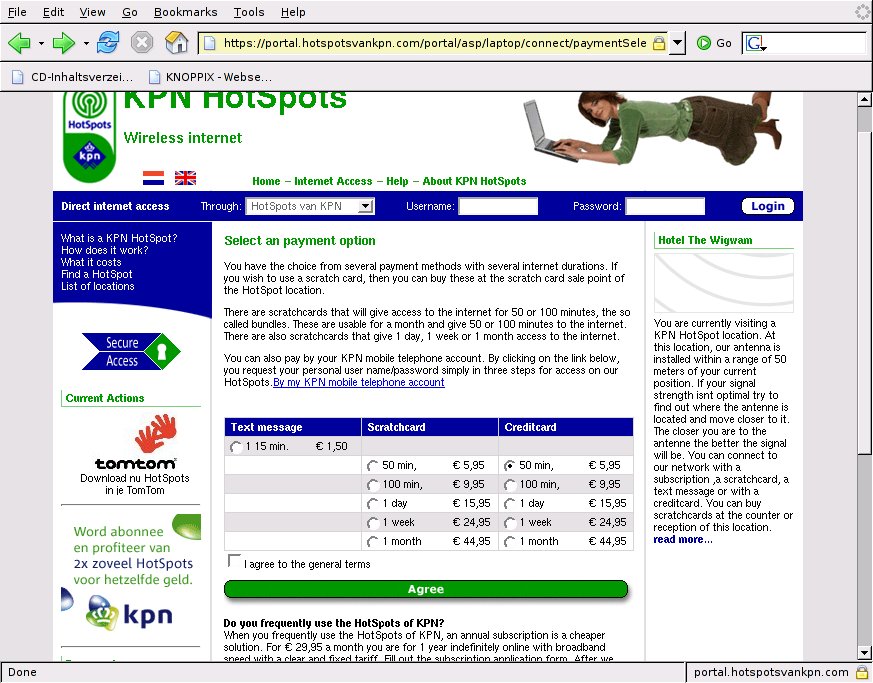 File Edit View Go Bookmarks Tools Help
https://portal.hotspotsvankpn.com/portal/asp/laptop/connect/paymentSele Go G
CD-Inhaltsverzei... KNOPPIX - Webse...
KPN HotSpots
HotSpots
kpn
Wireless internet
Home – Internet Access – Help – About KPN HotSpots
Direct internet access Through: HotSpots van KPN Username: Password: Login
What is a KPN HotSpot?
How does it work?
What it costs
Find a HotSpot
List of locations
Secure
Access
Current Actions
tomtom
Download nu HotSpots
in je TomTom
Word abonnee
en profiteer van
2x zoveel HotSpots
voor hetzelfde geld.
kpn
Select an payment option
You have the choice from several payment methods with several internet durations. If
you wish to use a scratch card, then you can buy these at the scratch card sale point of
the HotSpot location.
There are scratchcards that will give access to the internet for 50 or 100 minutes, the so
called bundles. These are usable for a month and give 50 or 100 minutes to the internet.
There are also scratchcards that give 1 day, 1 week or 1 month access to the internet.
You can also pay by your KPN mobile telephone account. By clicking on the link below,
you request your personal user name/password simply in three steps for access on our
HotSpots.By my KPN mobile telephone account
Text message Scratchcard Creditcard
1 15 min. € 1,50
50 min, € 5,95 50 min, € 5,95
100 min, € 9,95 100 min, € 9,95
1 day € 15,95 1 day € 15,95
1 week € 24,95 1 week € 24,95
1 month € 44,95 1 month € 44,95
I agree to the general terms
Agree
Do you frequently use the HotSpots of KPN?
When you frequently use the HotSpots of KPN, an annual subscription is a cheaper
solution. For € 29,95 a month you are for 1 year indefinitely online with broadband
speed with a clear and fixed tariff. Fill out the subscription application form. After we
Hotel The Wigwam
You are currently visiting a
KPN HotSpot location. At
this location, our antenna is
installed within a range of 50
meters of your current
position. If your signal
strength isnt optimal try to
find out where the antenne is
located and move closer to it.
The closer you are to the
antenne the better the signal
will be. You can connect to
our network with a
subscription ,a scratchcard, a
text message or with a
creditcard. You can buy
scratchcards at the counter or
reception of this location.
read more...
Done portal.hotspotsvankpn.com